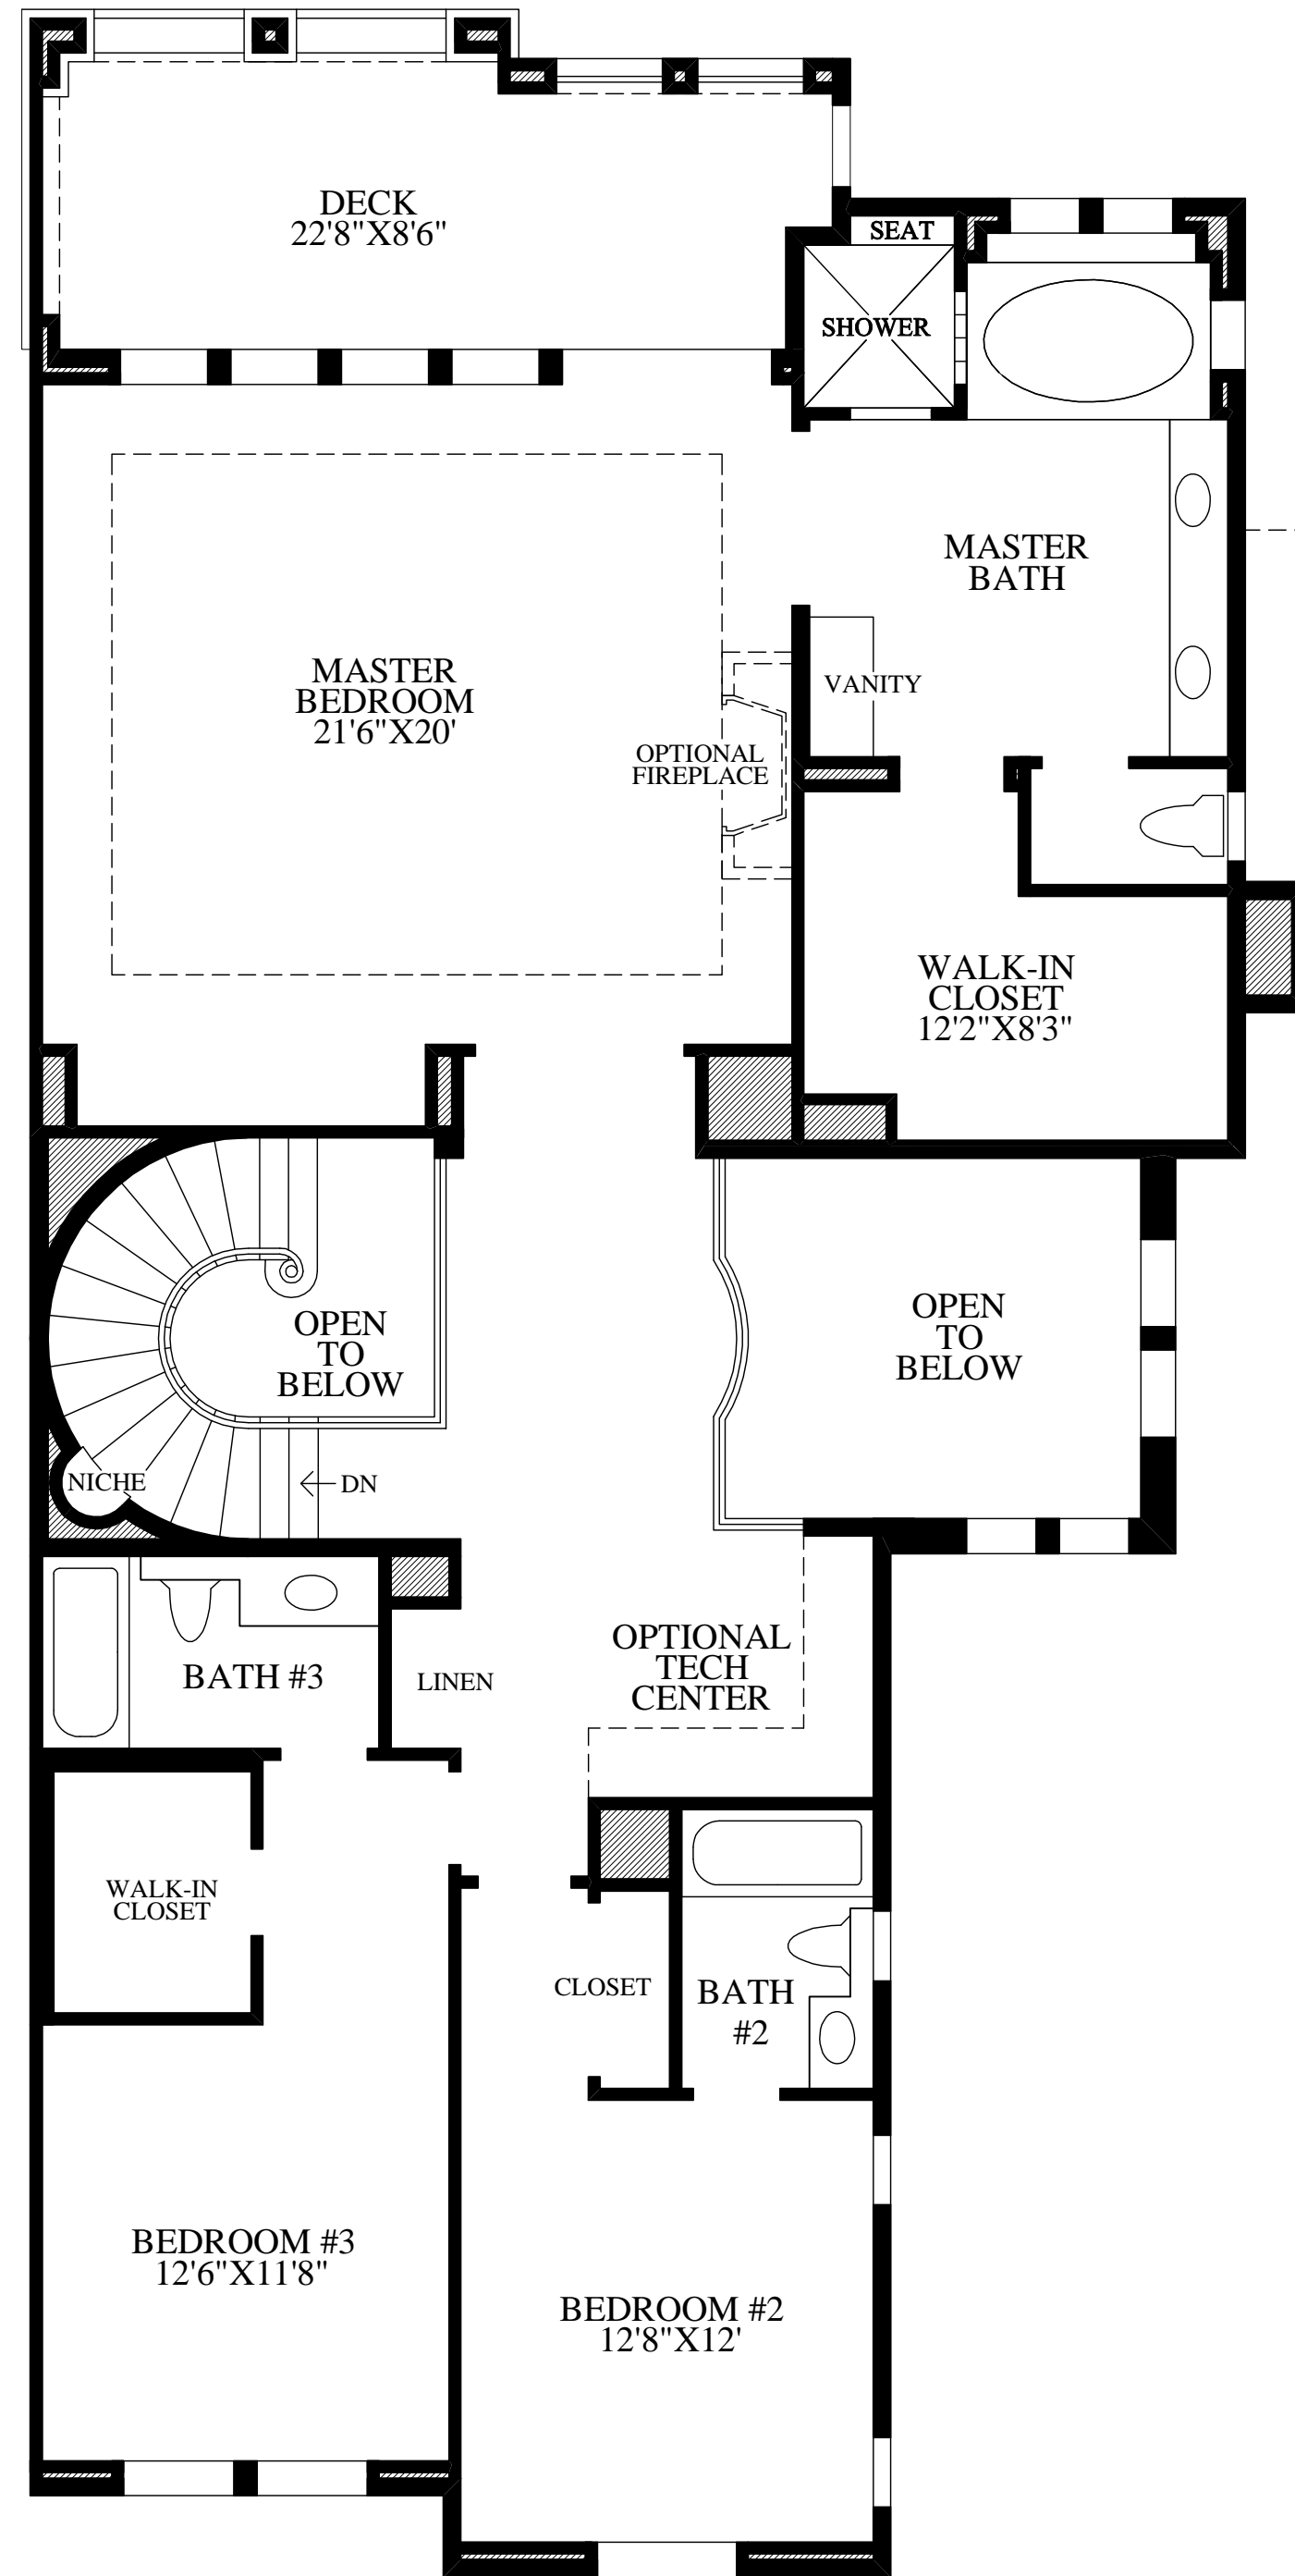 DECK
22'8"X8'6"
SEAT
SHOWER
MASTER
BATH
MASTER
BEDROOM
21'6"X20'
VANITY
OPTIONAL
FIREPLACE
WALK-IN
CLOSET
12'2"X8'3"
OPEN
TO
BELOW
OPEN
TO
BELOW
NICHE
DN
OPTIONAL
TECH
CENTER
BATH #3
LINEN
WALK-IN
CLOSET
CLOSET
BATH
#2
BEDROOM #3
12'6"X11'8"
BEDROOM #2
12'8"X12'